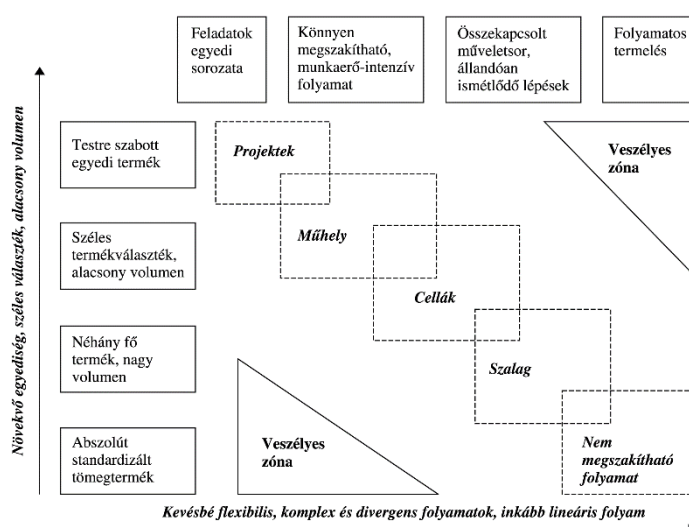 Feladatok
egyedi
sorozata
Könnyen
megszakítható,
munkaerő-intenzív
folyamat
Összekapcsolt
műveletsor,
állandóan
ismétlődő lépések
Folyamatos
termelés
Növekvő egyediség, széles választék, alacsony volumen
Testre szabott
egyedi termék
Projektek
Veszélyes
zóna
Műhely
Széles
termékválaszték,
alacsony volumen
Cellák
Néhány fő
termék, nagy
volumen
Szalag
Abszolút
standardizált
tömegtermék
Veszélyes
zóna
Nem
megszakítható
folyamat
Kevésbé flexibilis, komplex és divergens folyamatok, inkább lineáris folyam